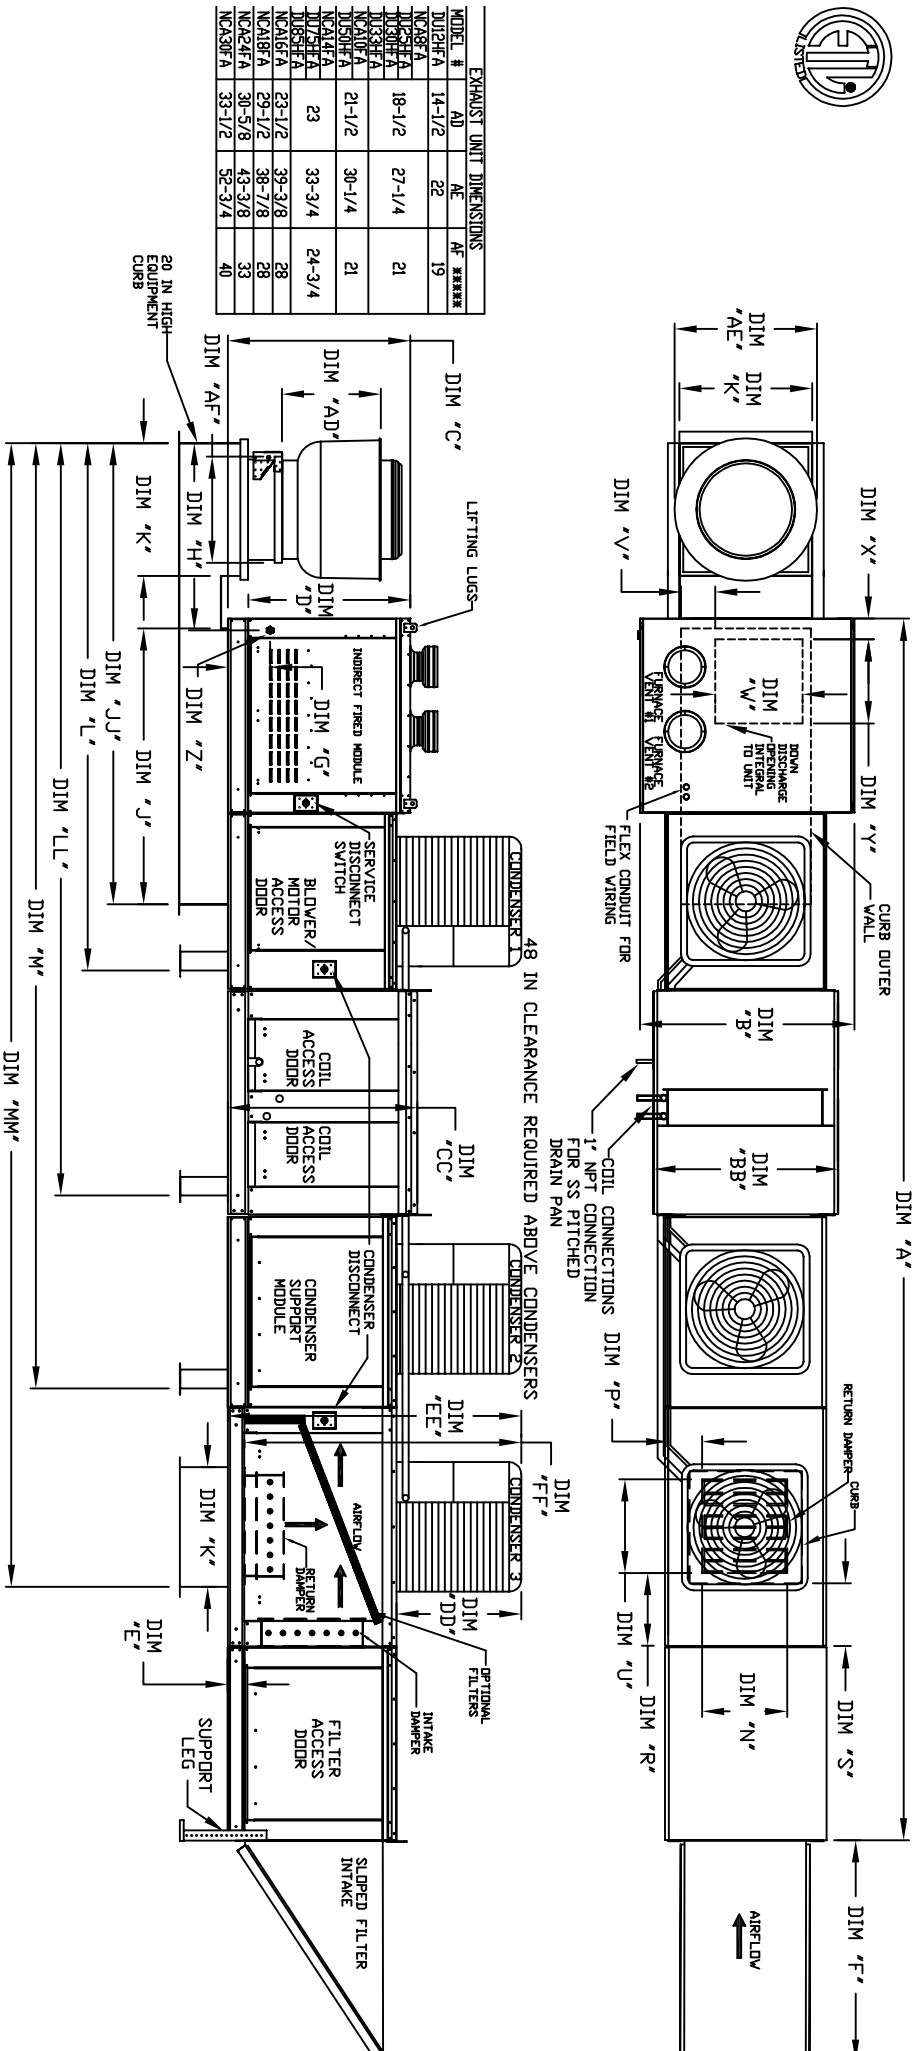 LISTED
EXHAUST UNIT DIMENSIONS
MODEL # AD AE AF *****
DU12HFA 14-1/2 22 19
NCA8FA
DU25HFA
DU30HFA 18-1/2 27-1/4 21
DU33HFA
NCA10FA
DU50HFA 21-1/2 30-1/4 21
NCA14FA
DU75HFA 23 33-3/4 24-3/4
DU85HFA
NCA16FA 23-1/2 39-3/8 28
NCA18FA 29-1/2 38-7/8 28
NCA24FA 30-5/8 43-3/8 33
NCA30FA 33-1/2 52-3/4 40
DIM "A"
DIM "X"
DIM "Y"
CURB OUTER
WALL
DIM "S"
DIM "F"
DIM
"AE"
DIM
"K"
DIM
"W"
DOWN
DISCHARGE
OPENING
INTEGRAL
TO UNIT
DIM
"B"
DIM
"BB"
RETURN DAMPER
CURB
DIM
"N"
AIRFLOW
FURNACE
VENT #1
FURNACE
VENT #2
DIM "V"
FLEX CONDUIT FOR
FIELD WIRING
COIL CONNECTIONS
1" NPT CONNECTION
FOR SS PITCHED
DRAIN PAN
DIM "P"
DIM "U"
DIM "R"
48 IN CLEARANCE REQUIRED ABOVE CONDENSERS
CONDENSER 1
CONDENSER 2
CONDENSER 3
DIM "C"
LIFTING LUGS
DIM
"CC"
DIM
"EE"
DIM
"FF"
DIM
"DD"
OPTIONAL
FILTERS
INTAKE
DAMPER
DIM
"AD"
DIM
"D"
INDIRECT FIRED MODULE
DIM "G"
SERVICE
DISCONNECT
SWITCH
BLOWER/
MOTOR
ACCESS
DOOR
COIL
ACCESS
DOOR
COIL
ACCESS
DOOR
CONDENSER
DISCONNECT
CONDENSER
SUPPORT
MODULE
AIRFLOW
RETURN
DAMPER
FILTER
ACCESS
DOOR
SLOPED FILTER
INTAKE
20 IN HIGH
EQUIPMENT
CURB
DIM "AF"
DIM "H"
DIM "Z"
DIM "K"
DIM "J"
DIM "K"
DIM
"E"
SUPPORT
LEG
DIM "JJ"
DIM "L"
DIM "LL"
DIM "M"
DIM "MM"